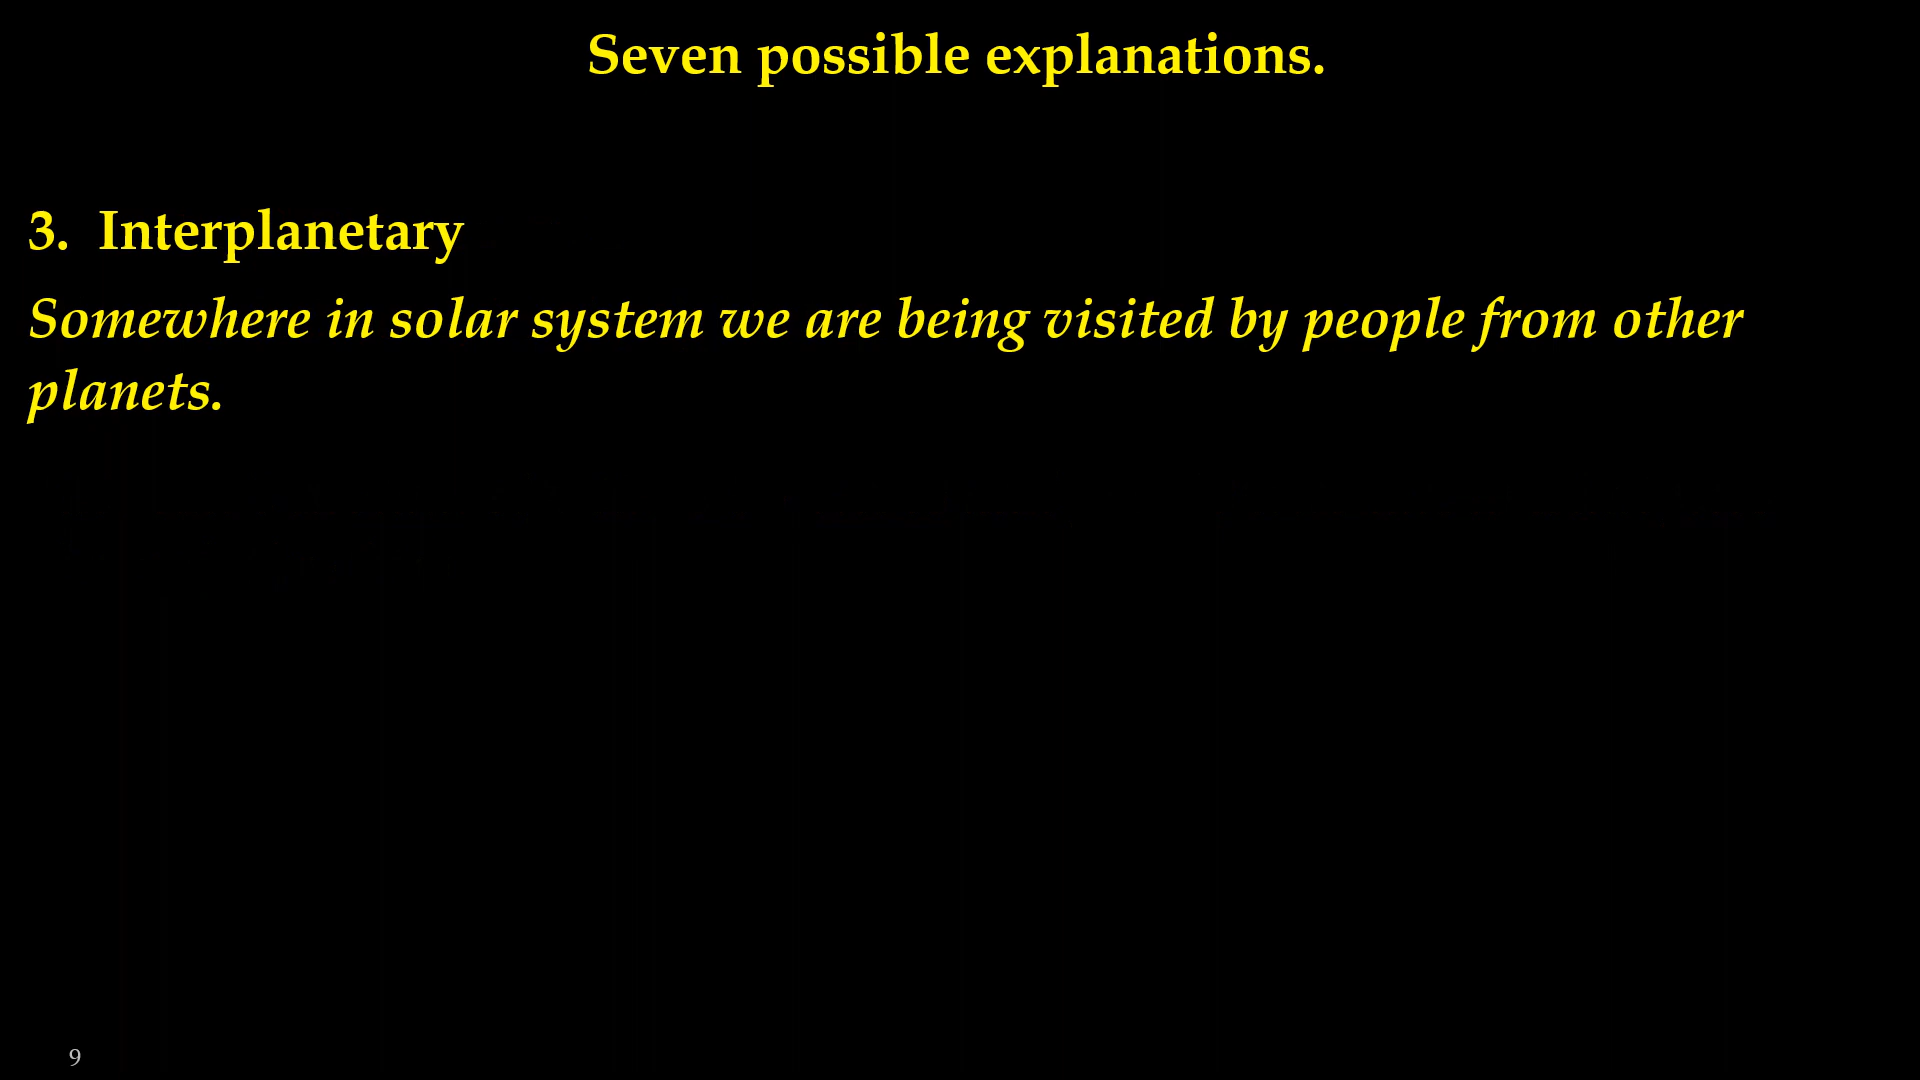 Seven possible explanations.
3. Interplanetary
Somewhere in solar system we are being visited by people from other
planets.
9